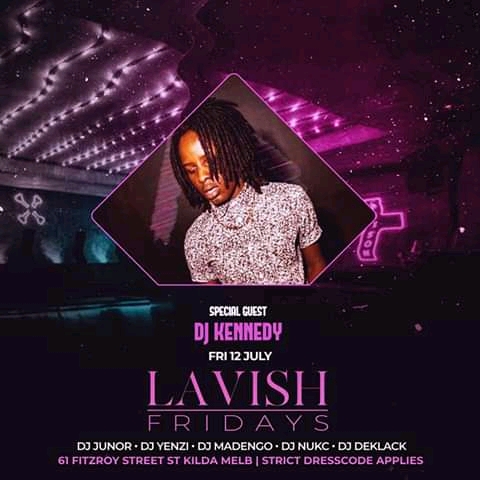 SPECIAL GUEST
DJ KENNEDY
FRI 12 JULY
LAVISH
FRIDAYS
DJ JUNOR • DJ YENZI • DJ MADENGO • DJ NUKC • DJ DEKLACK
61 FITZROY STREET ST KILDA MELB | STRICT DRESSCODE APPLIES